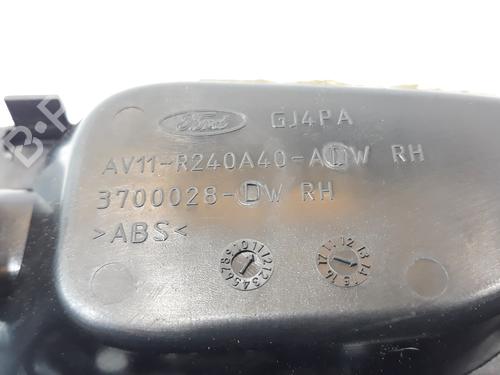 Ford GJ4PA
AV11-R240A40-ADW RH
3700028-DW RH
>ABS<